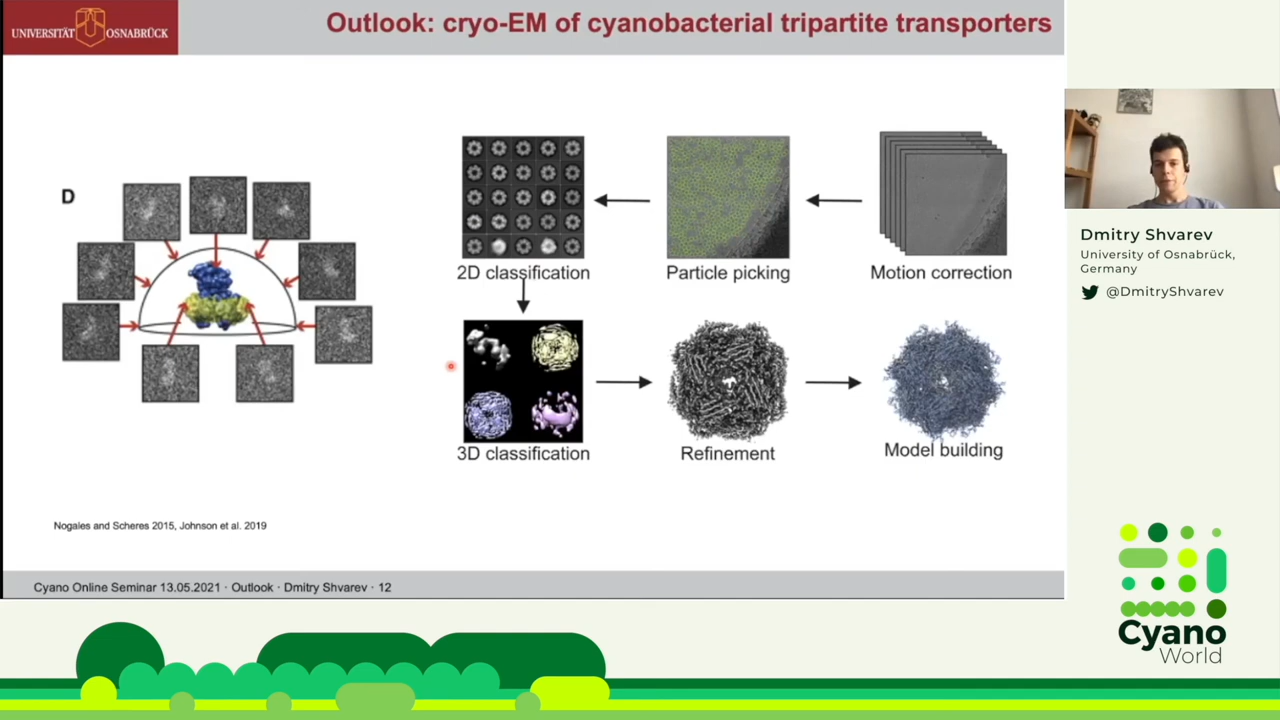 UNIVERSITÄT OSNABRÜCK
Outlook: cryo-EM of cyanobacterial tripartite transporters
D
2D classification
Particle picking
Motion correction
3D classification
Refinement
Model building
Nogales and Scheres 2015, Johnson et al. 2019
Cyano Online Seminar 13.05.2021 · Outlook · Dmitry Shvarev · 12
Dmitry Shvarev
University of Osnabrück,
Germany
@DmitryShvarev
Cyano
World